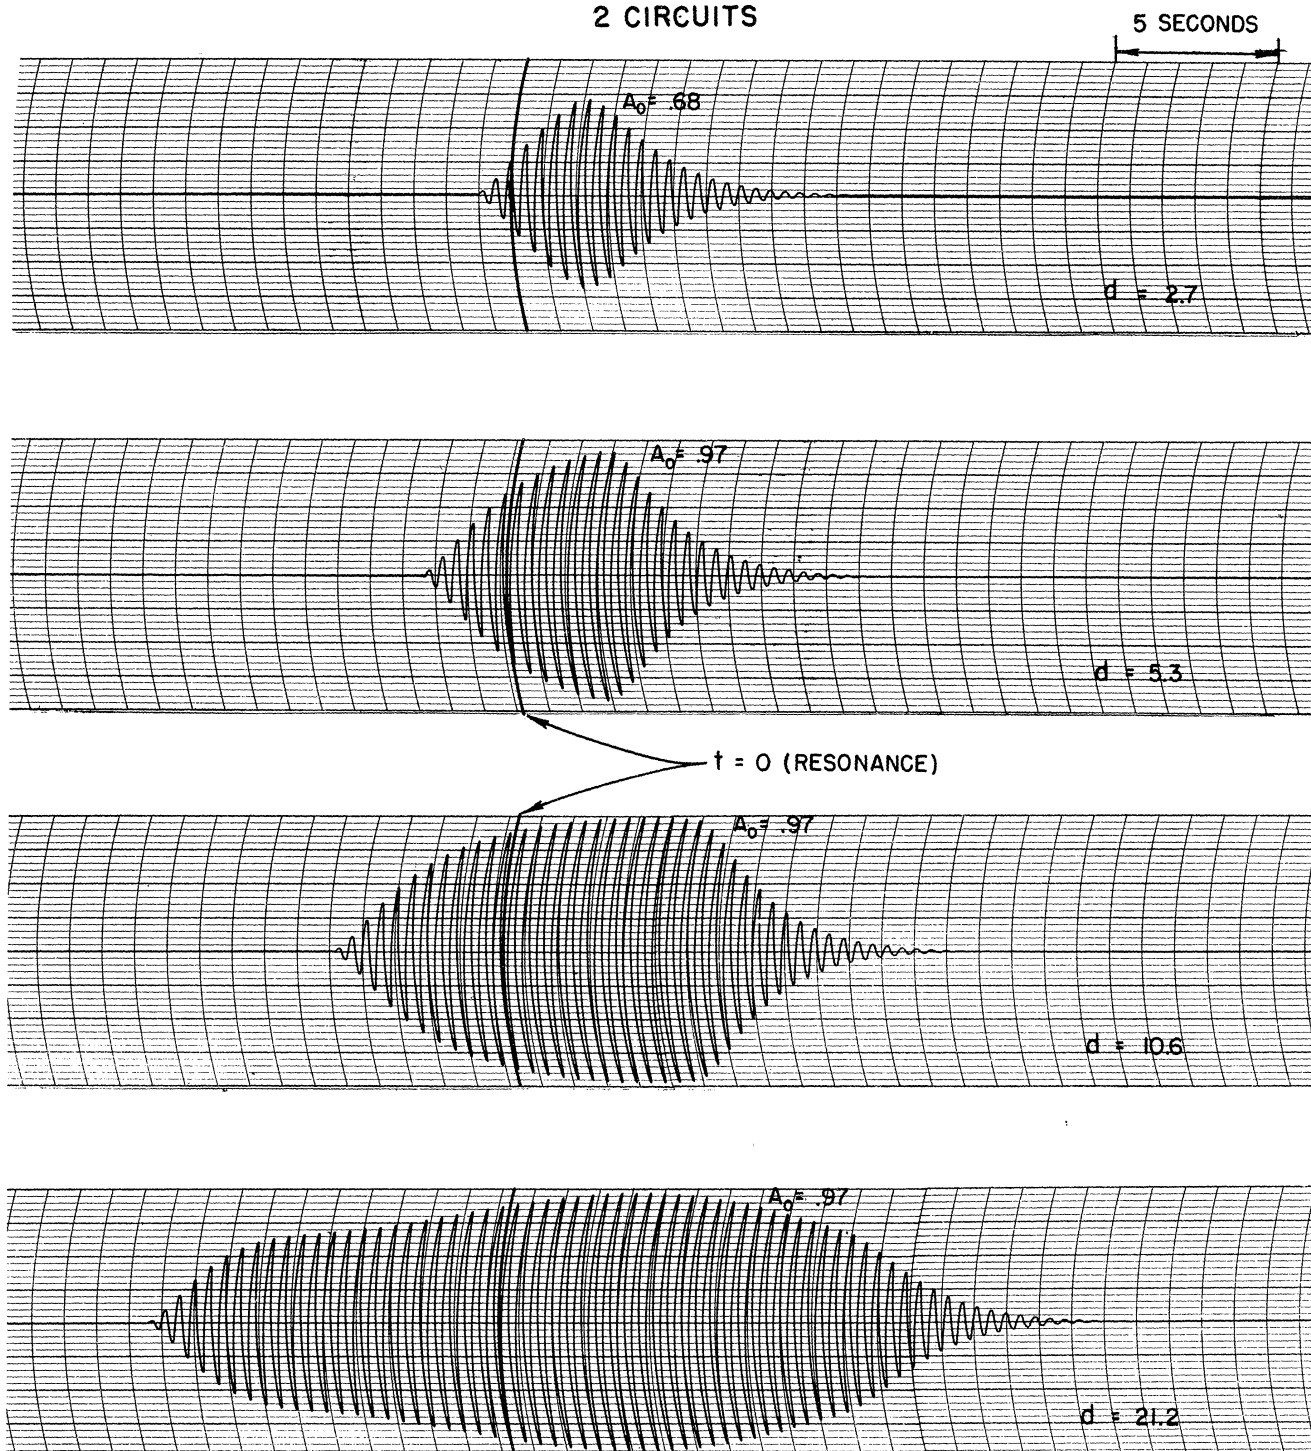 2 CIRCUITS
5 SECONDS
A₀= .68
d = 2.7
A₀= .97
d = 5.3
t = 0 (RESONANCE)
A₀= .97
d = 10.6
A₀= .97
d = 21.2